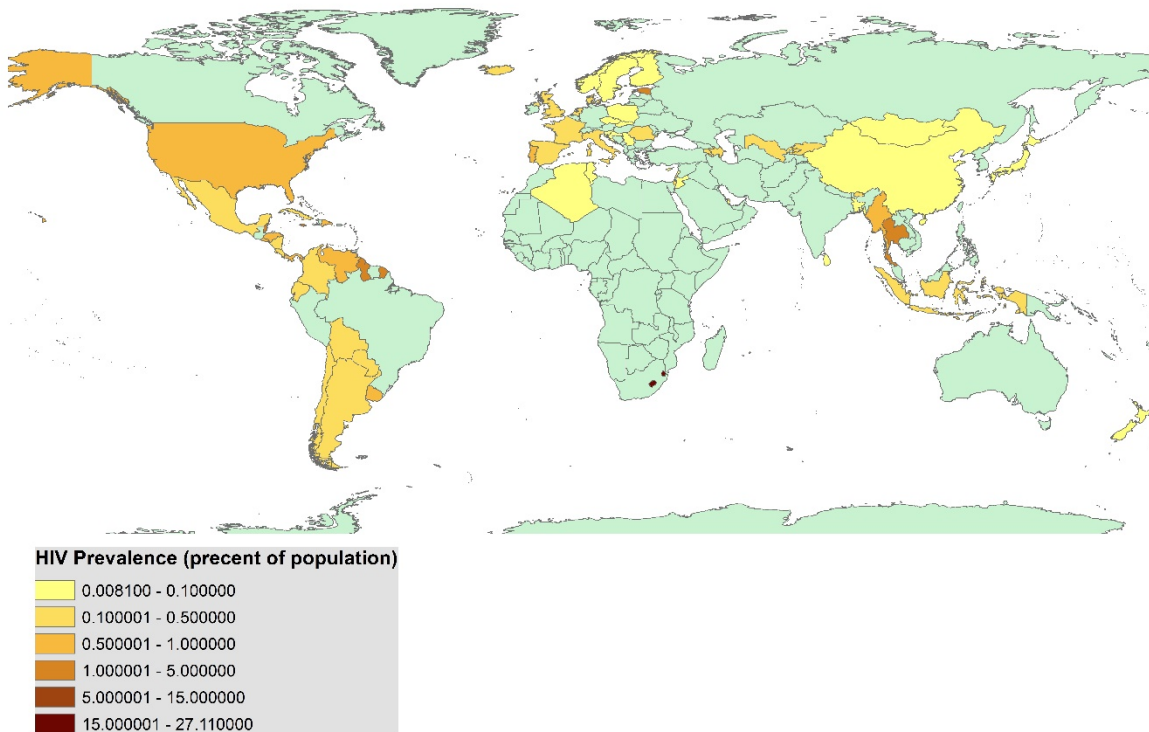 HIV Prevalence (precent of population)
0.008100 - 0.100000
0.100001 - 0.500000
0.500001 - 1.000000
1.000001 - 5.000000
5.000001 - 15.000000
15.000001 - 27.110000